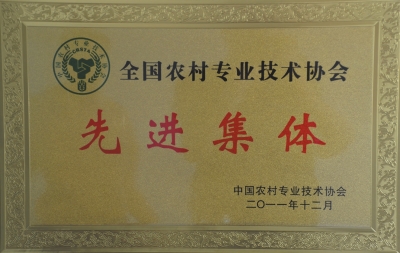 全国农村专业技术协会
先进集体
中国农村专业技术协会
二〇一一年十二月